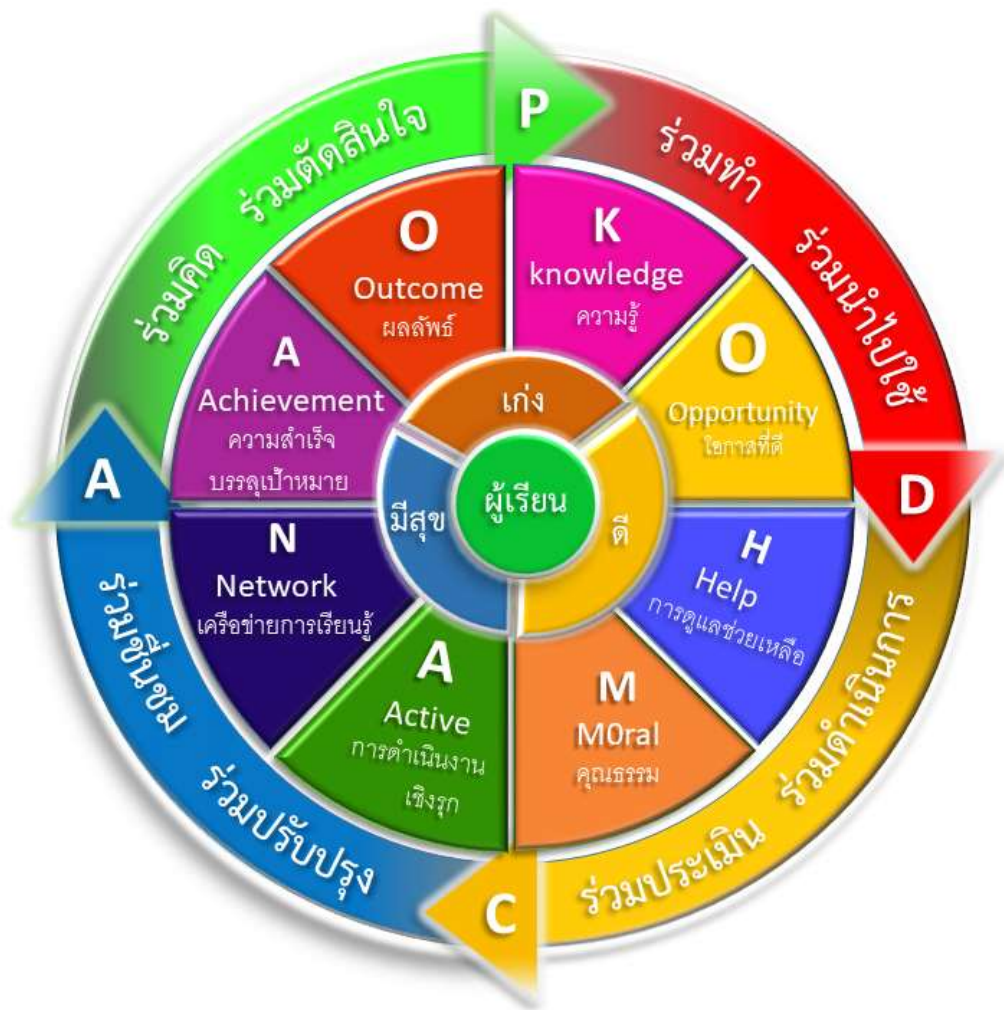 P
ร่วมทำ
ร่วมนำไปใช้
D
ร่วมดำเนินการ
ร่วมประเมิน
C
ร่วมปรับปรุง
ร่วมชื่นชม
A
ร่วมคิด
ร่วมตัดสินใจ
K
knowledge
ความรู้
O
Opportunity
โอกาสที่ดี
H
Help
การดูแลช่วยเหลือ
M
M0ral
คุณธรรม
A
Active
การดำเนินงาน
เชิงรุก
N
Network
เครือข่ายการเรียนรู้
A
Achievement
ความสำเร็จ
บรรลุเป้าหมาย
O
Outcome
ผลลัพธ์
เก่ง
ดี
มีสุข
ผู้เรียน